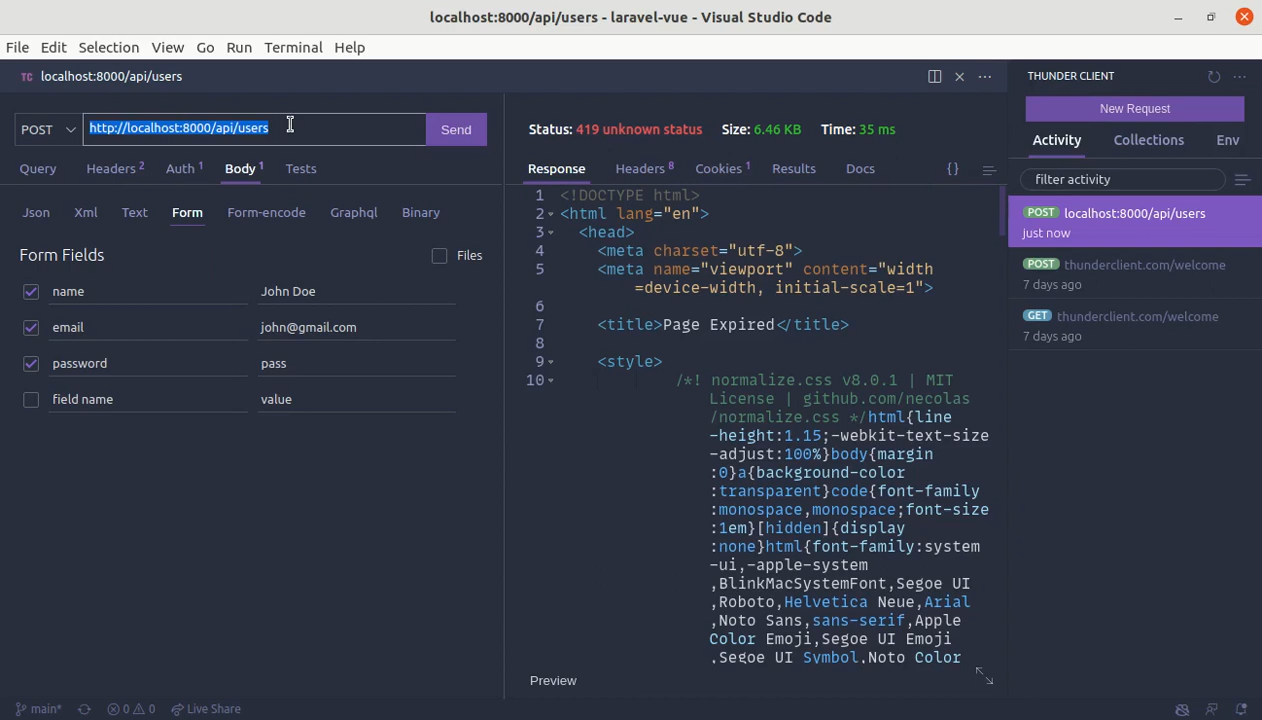 localhost:8000/api/users - laravel-vue - Visual Studio Code
File Edit Selection View Go Run Terminal Help
TC localhost:8000/api/users
POST http://localhost:8000/api/users Send
Query Headers 2 Auth 1 Body 1 Tests
Json Xml Text Form Form-encode Graphql Binary
Form Fields Files
name John Doe
email john@gmail.com
password pass
field name value
Status: 419 unknown status Size: 6.46 KB Time: 35 ms
Response Headers 8 Cookies 1 Results Docs {}
1 <!DOCTYPE html>
2 <html lang="en">
3 <head>
4 <meta charset="utf-8">
5 <meta name="viewport" content="width
=device-width, initial-scale=1">
6
7 <title>Page Expired</title>
8
9 <style>
10 /*! normalize.css v8.0.1 | MIT
License | github.com/necolas
/normalize.css */html{line
-height:1.15;-webkit-text-size
-adjust:100%}body{margin
:0}a{background-color
:transparent}code{font-family
:monospace,monospace;font-size
:1em}[hidden]{display
:none}html{font-family:system
-ui,-apple-system
,BlinkMacSystemFont,Segoe UI
,Roboto,Helvetica Neue,Arial
,Noto Sans,sans-serif,Apple
Color Emoji,Segoe UI Emoji
,Segoe UI Symbol,Noto Color
Preview
THUNDER CLIENT
New Request
Activity Collections Env
filter activity
POST localhost:8000/api/users
just now
POST thunderclient.com/welcome
7 days ago
GET thunderclient.com/welcome
7 days ago
main* 0 0 Live Share